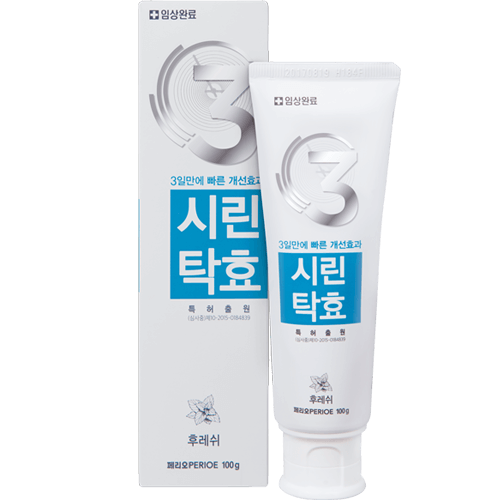 임상완료
3
3일만에 빠른 개선효과
시린
탁효
특허출원
페리오PERIOE 100g
후레쉬
임상완료
3
3일만에 빠른 개선효과
시린
탁효
특허출원
후레쉬
페리오PERIOE 100g